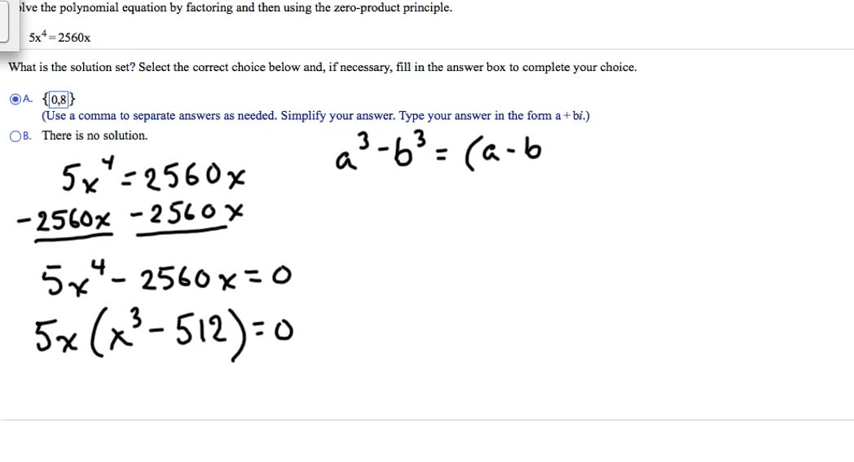 lve the polynomial equation by factoring and then using the zero-product principle.
5x⁴ = 2560x
What is the solution set? Select the correct choice below and, if necessary, fill in the answer box to complete your choice.
A. {0,8}
(Use a comma to separate answers as needed. Simplify your answer. Type your answer in the form a + bi.)
B. There is no solution.
a³ - b³ = (a - b
5x⁴ = 2560x
-2560x -2560x
5x⁴ - 2560x = 0
5x(x³ - 512) = 0